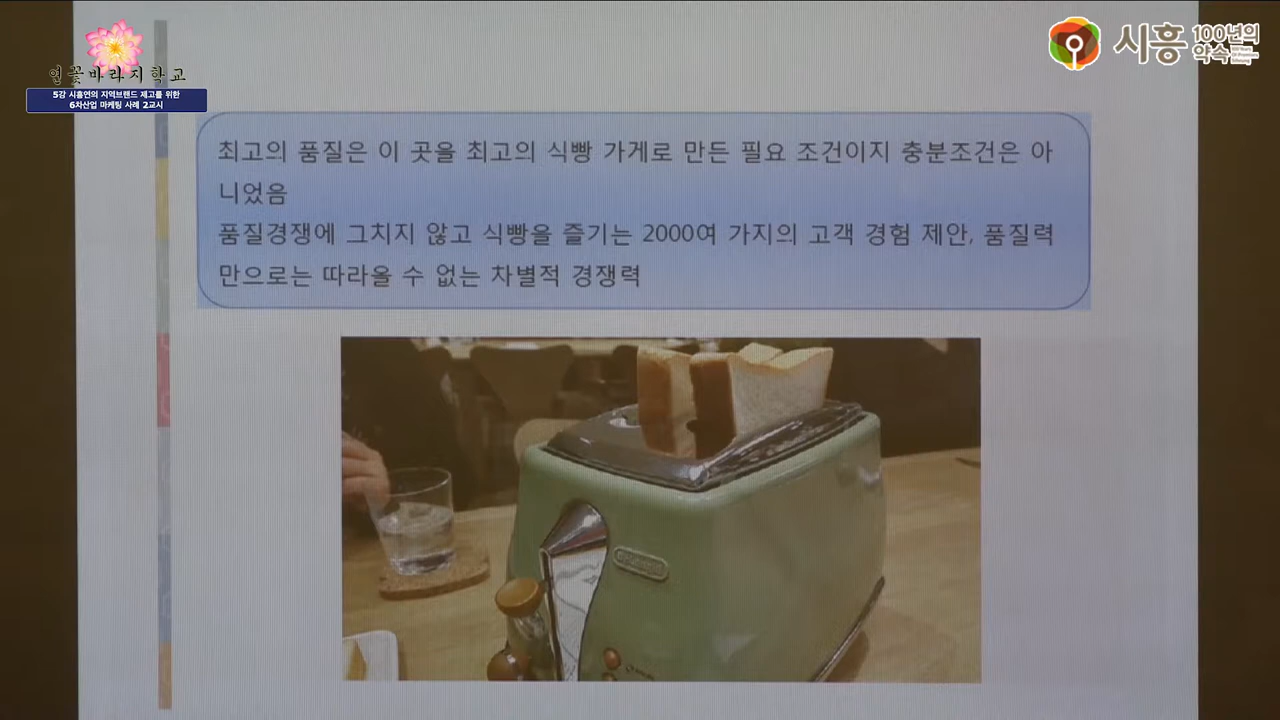 연꽃바라지학교
5강 시흥연의 지역브랜드 제고를 위한
6차산업 마케팅 사례 2교시
시흥 100년의
약속
최고의 품질은 이 곳을 최고의 식빵 가게로 만든 필요 조건이지 충분조건은 아
니었음
품질경쟁에 그치지 않고 식빵을 즐기는 2000여 가지의 고객 경험 제안, 품질력
만으로는 따라올 수 없는 차별적 경쟁력